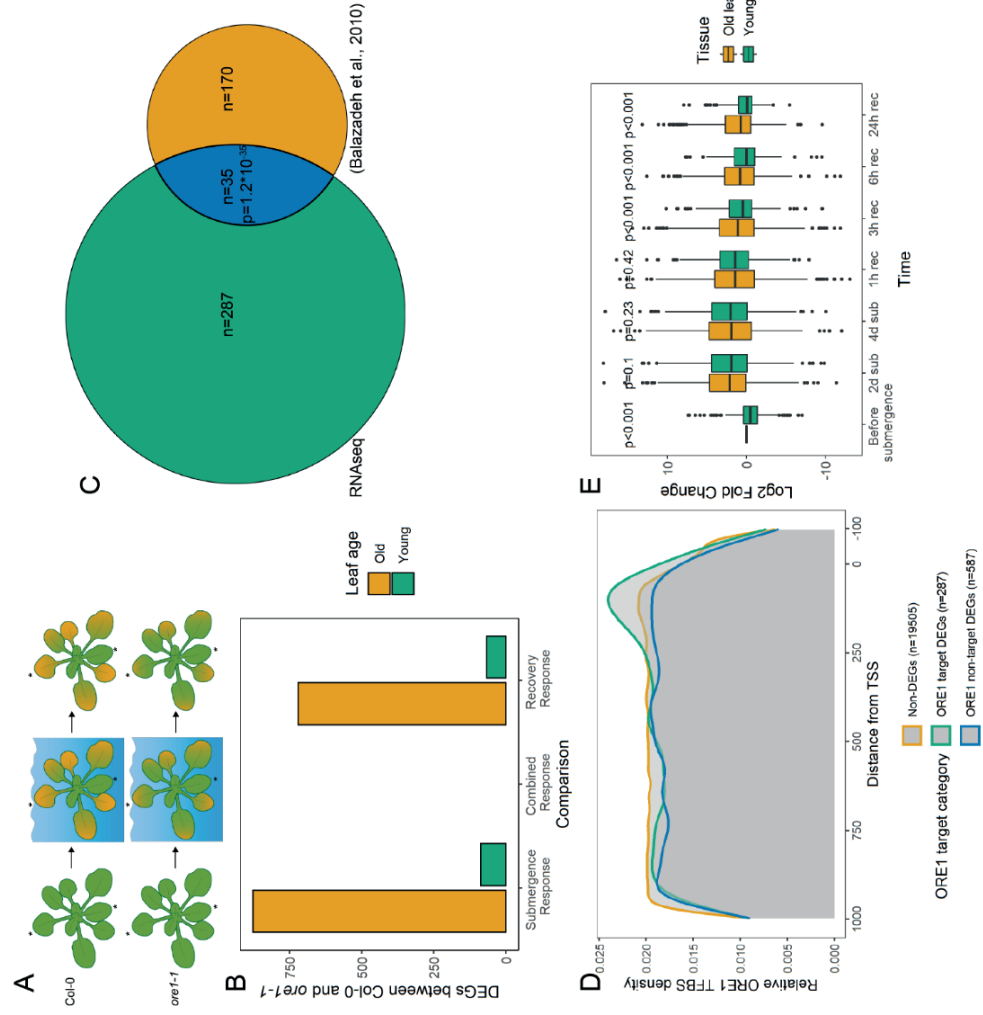 A
Col-0
ore1-1
*
*
*
*
*
*
*
*
*
*
*
*
B
DEGs between Col-0 and ore1-1
7500
5000
2500
0
Submergence
Response
Combined
Response
Recovery
Response
Comparison
Leaf age
Old
Young
C
n=287
n=35
p=1.2*10-35
n=170
RNAseq
(Balazadeh et al., 2010)
D
Relative ORE1 TFBS density
0.025
0.020
0.015
0.010
0.005
0.000
1000
750
500
250
0
-100
Distance from TSS
ORE1 target category
Non-DEGs (n=19505)
ORE1 target DEGs (n=287)
ORE1 non-target DEGs (n=587)
E
Log2 Fold Change
10
0
-10
p<0.001
p=0.1
p=0.23
p=0.42
p<0.001
p<0.001
p<0.001
Before
submergence
2d sub
4d sub
1h rec
3h rec
6h rec
24h rec
Time
Tissue
Old lea
Young